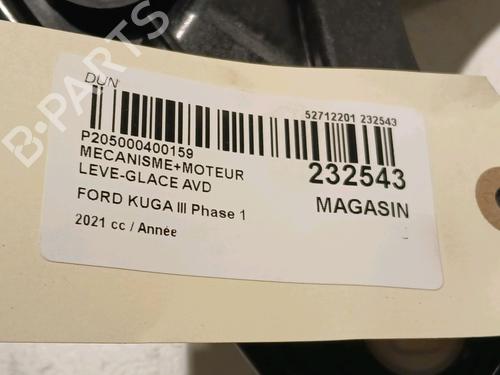 DUN
52712201 232543
P205000400159
MECANISME+MOTEUR
LEVE-GLACE AVD
FORD KUGA III Phase 1
2021 cc / Année
232543
MAGASIN
B-PARTS